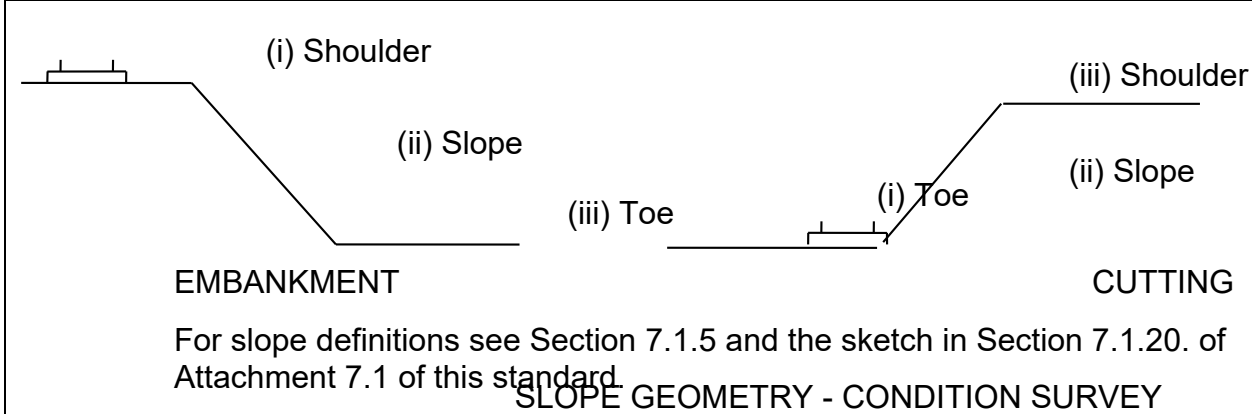 (i) Shoulder
(iii) Shoulder
(ii) Slope
(ii) Slope
(i) Toe
(iii) Toe
EMBANKMENT
CUTTING
For slope definitions see Section 7.1.5 and the sketch in Section 7.1.20. of
Attachment 7.1 of this standard.
SLOPE GEOMETRY - CONDITION SURVEY